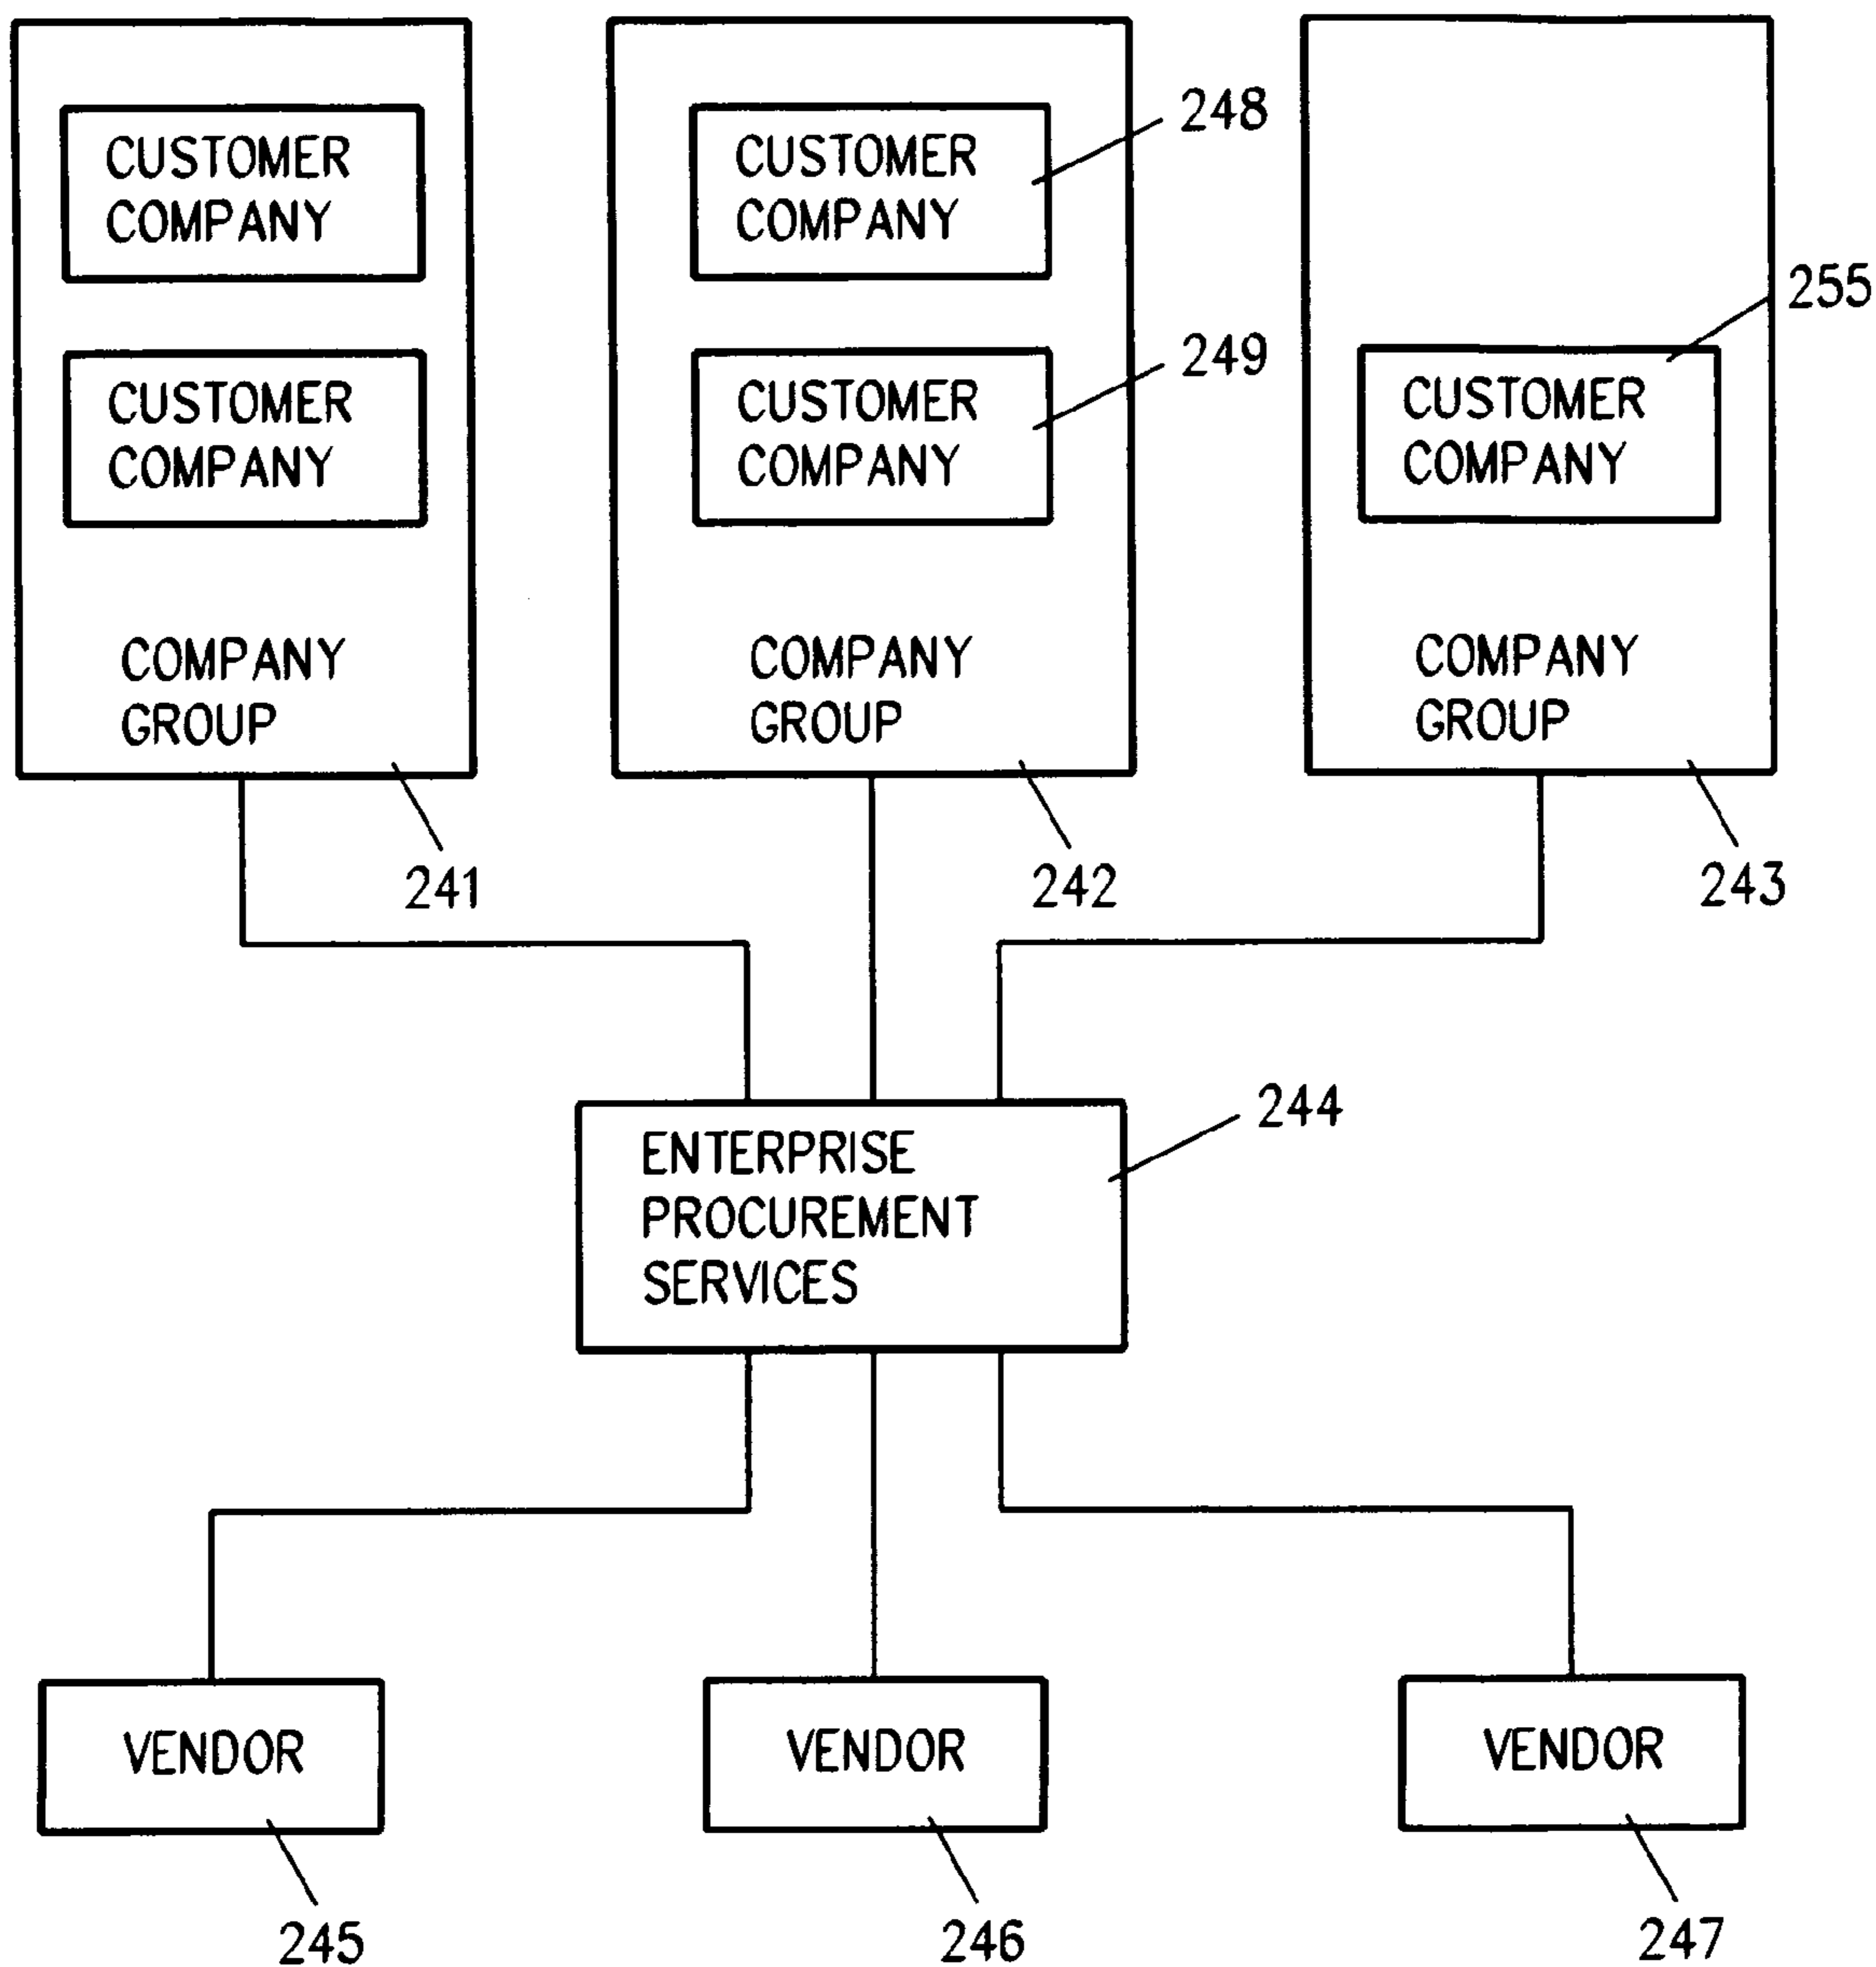 CUSTOMER
COMPANY
CUSTOMER
COMPANY
COMPANY
GROUP
241
CUSTOMER
COMPANY
248
CUSTOMER
COMPANY
249
COMPANY
GROUP
242
CUSTOMER
COMPANY
255
COMPANY
GROUP
243
ENTERPRISE
PROCUREMENT
SERVICES
244
VENDOR
245
VENDOR
246
VENDOR
247